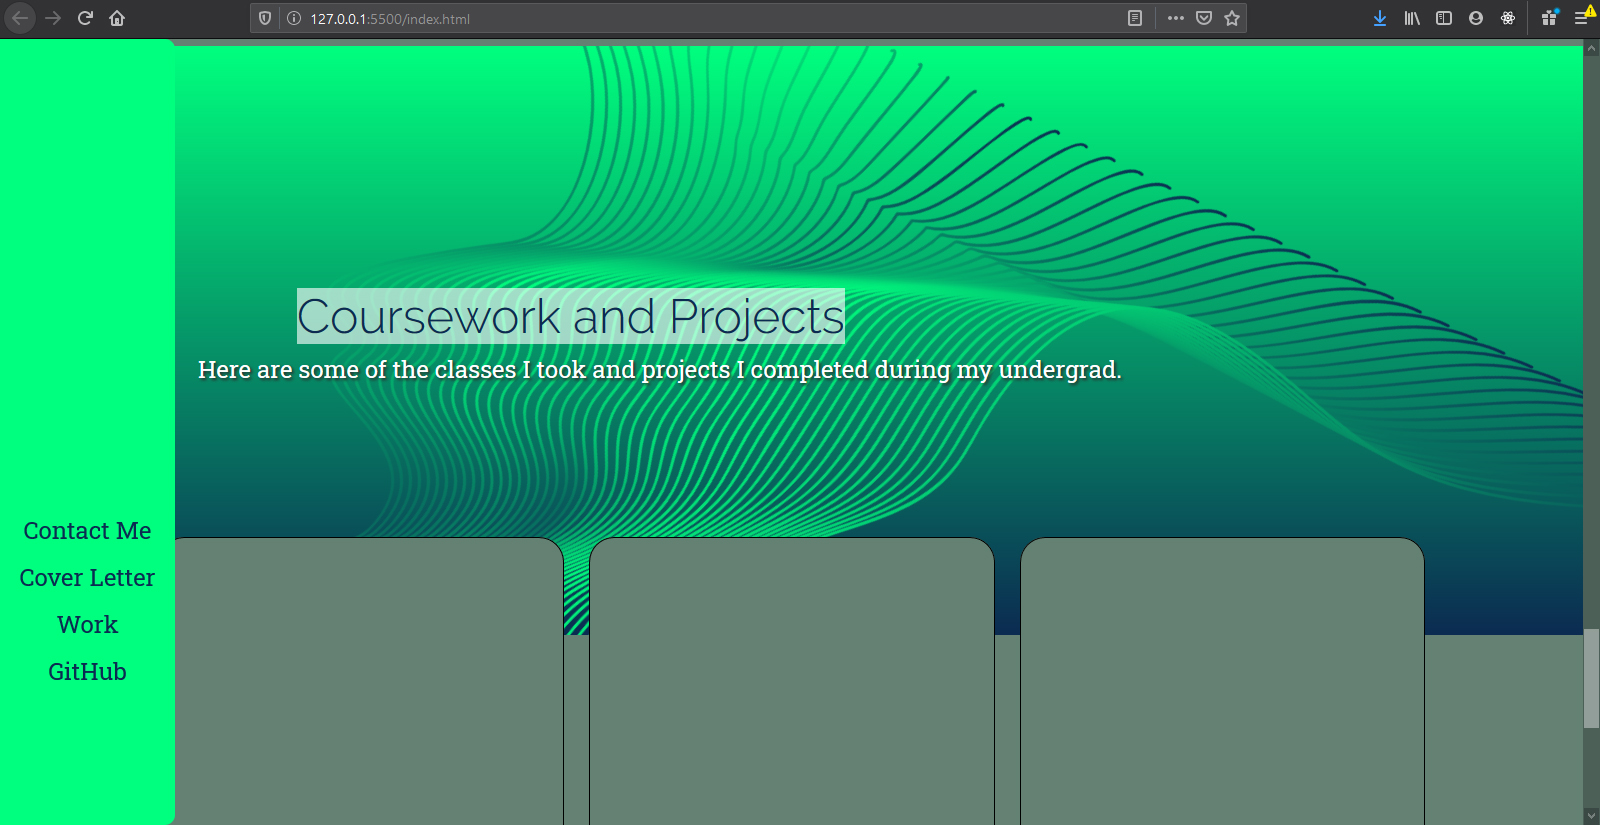 127.0.0.1:5500/index.html
Coursework and Projects
Here are some of the classes I took and projects I completed during my undergrad.
Contact Me
Cover Letter
Work
GitHub